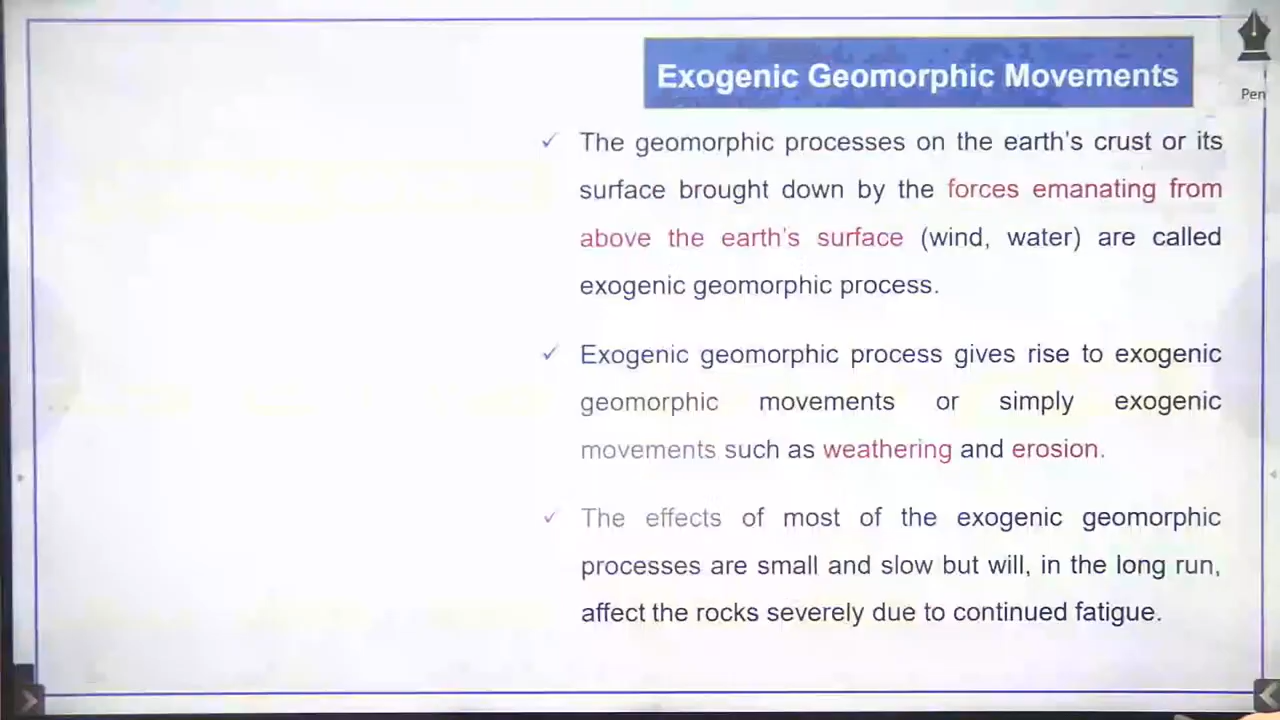 Exogenic Geomorphic Movements
Pen
✓ The geomorphic processes on the earth's crust or its
surface brought down by the forces emanating from
above the earth's surface (wind, water) are called
exogenic geomorphic process.
✓ Exogenic geomorphic process gives rise to exogenic
geomorphic movements or simply exogenic
movements such as weathering and erosion.
✓ The effects of most of the exogenic geomorphic
processes are small and slow but will, in the long run,
affect the rocks severely due to continued fatigue.